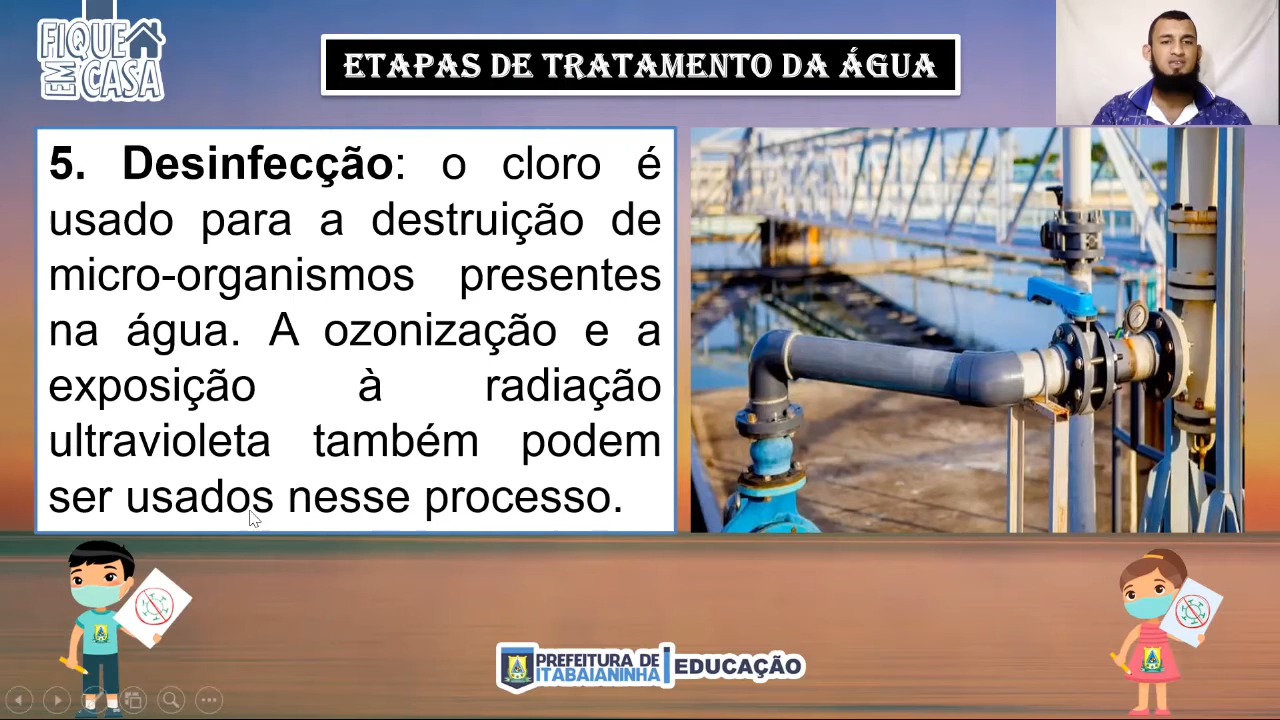 FIQUE
EM CASA
ETAPAS DE TRATAMENTO DA ÁGUA
5. Desinfecção: o cloro é
usado para a destruição de
micro-organismos presentes
na água. A ozonização e a
exposição à radiação
ultravioleta também podem
ser usados nesse processo.
PREFEITURA DE
ITABAIANINHA
EDUCAÇÃO